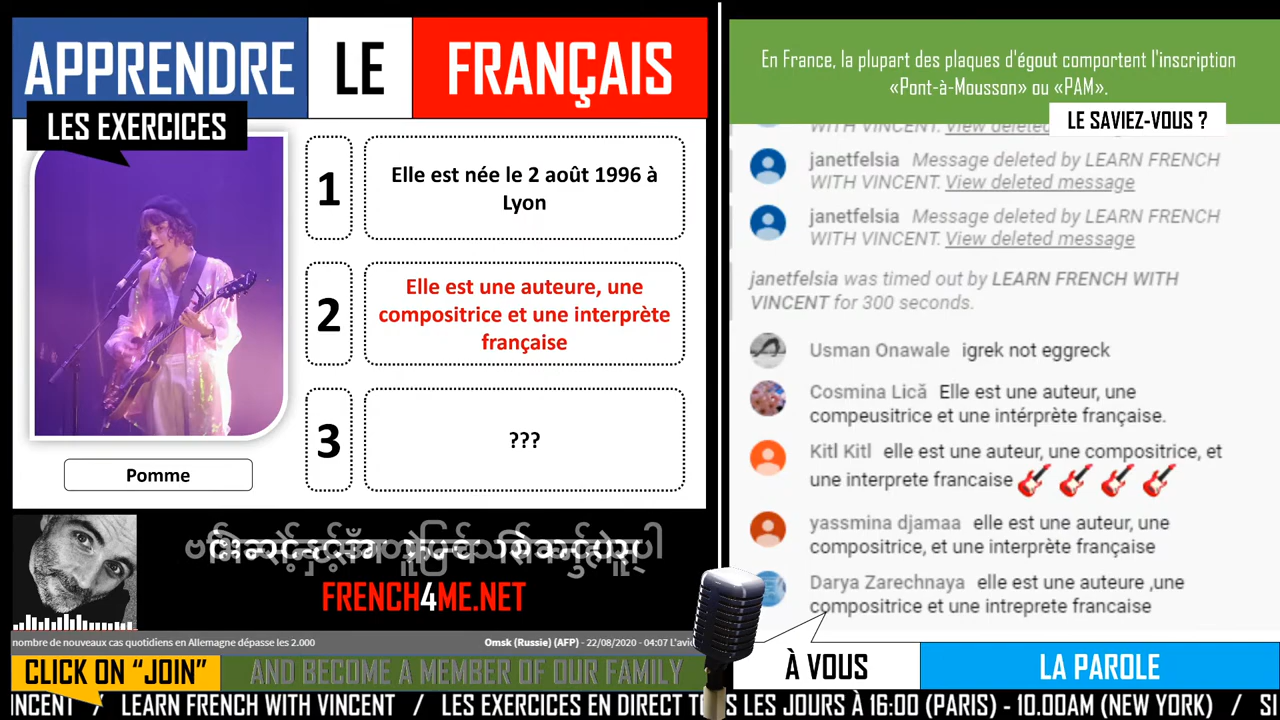 APPRENDRE LE FRANÇAIS
LES EXERCICES
1
Elle est née le 2 août 1996 à
Lyon
2
Elle est une auteure, une
compositrice et une interprète
française
3
???
Pomme
FRENCH4ME.NET
nombre de nouveaux cas quotidiens en Allemagne dépasse les 2.000
Omsk (Russie) (AFP) - 22/08/2020 - 04:07 L'avi
CLICK ON “JOIN” AND BECOME A MEMBER OF OUR FAMILY
En France, la plupart des plaques d'égout comportent l'inscription
«Pont-à-Mousson» ou «PAM».
LE SAVIEZ-VOUS ?
WITH VINCENT. View deleted message
janetfelsia Message deleted by LEARN FRENCH
WITH VINCENT. View deleted message
janetfelsia Message deleted by LEARN FRENCH
WITH VINCENT. View deleted message
janetfelsia was timed out by LEARN FRENCH WITH
VINCENT for 300 seconds.
Usman Onawale igrek not eggreck
Cosmina Lică Elle est une auteur, une
compeusitrice et une intérprète française.
Kitl Kitl elle est une auteur, une compositrice, et
une interprete francaise
yassmina djamaa elle est une auteur, une
compositrice, et une interprète française
Darya Zarechnaya elle est une auteure ,une
compositrice et une intreprete francaise
À VOUS LA PAROLE
INCENT / LEARN FRENCH WITH VINCENT / LES EXERCICES EN DIRECT T S LES JOURS À 16:00 (PARIS) - 10.00AM (NEW YORK) / SI